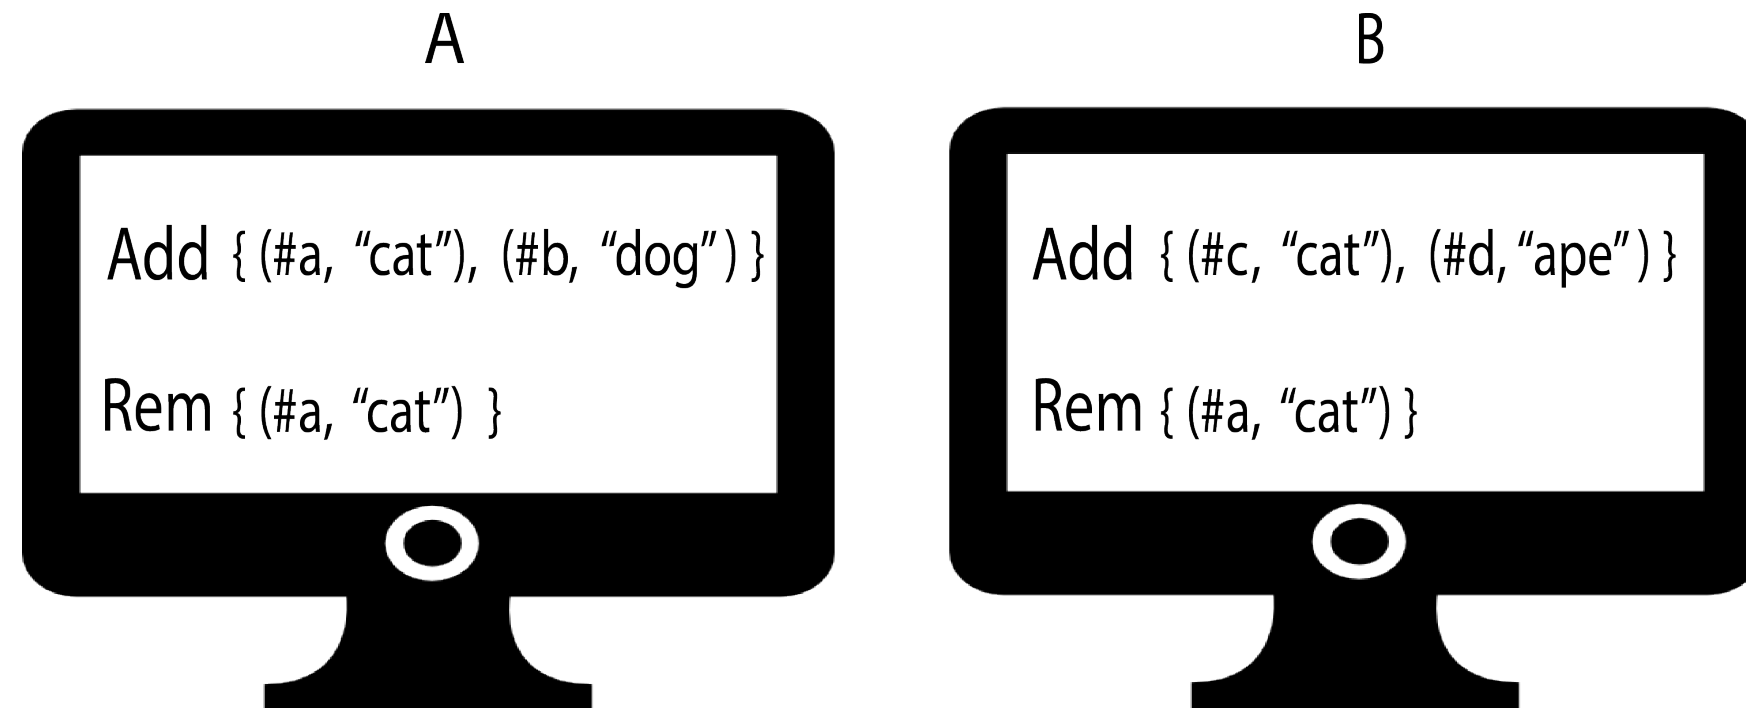 A
Add { (#a, “cat”), (#b, “dog” ) }
Rem { (#a, “cat”) }
B
Add { (#c, “cat”), (#d, “ape” ) }
Rem { (#a, “cat”) }